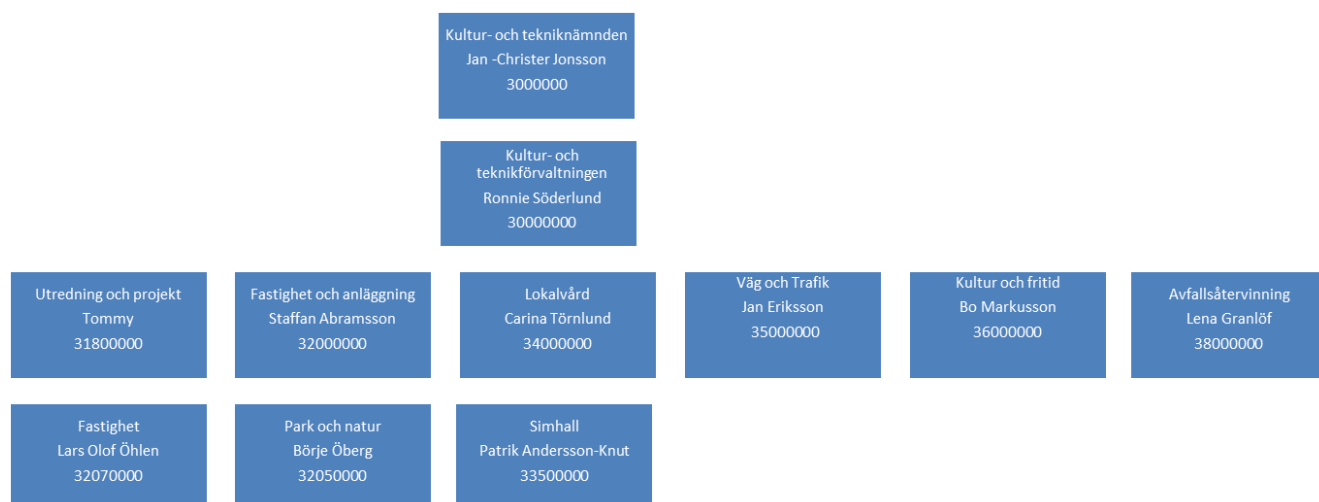 Kultur- och tekniknämnden
Jan -Christer Jonsson
3000000
Kultur- och
teknikförvaltningen
Ronnie Söderlund
30000000
Utredning och projekt
Tommy
31800000
Fastighet och anläggning
Staffan Abramsson
32000000
Lokalvård
Carina Törnlund
34000000
Väg och Trafik
Jan Eriksson
35000000
Kultur och fritid
Bo Markusson
36000000
Avfallsåtervinning
Lena Granlöf
38000000
Fastighet
Lars Olof Öhlen
32070000
Park och natur
Börje Öberg
32050000
Simhall
Patrik Andersson-Knut
33500000